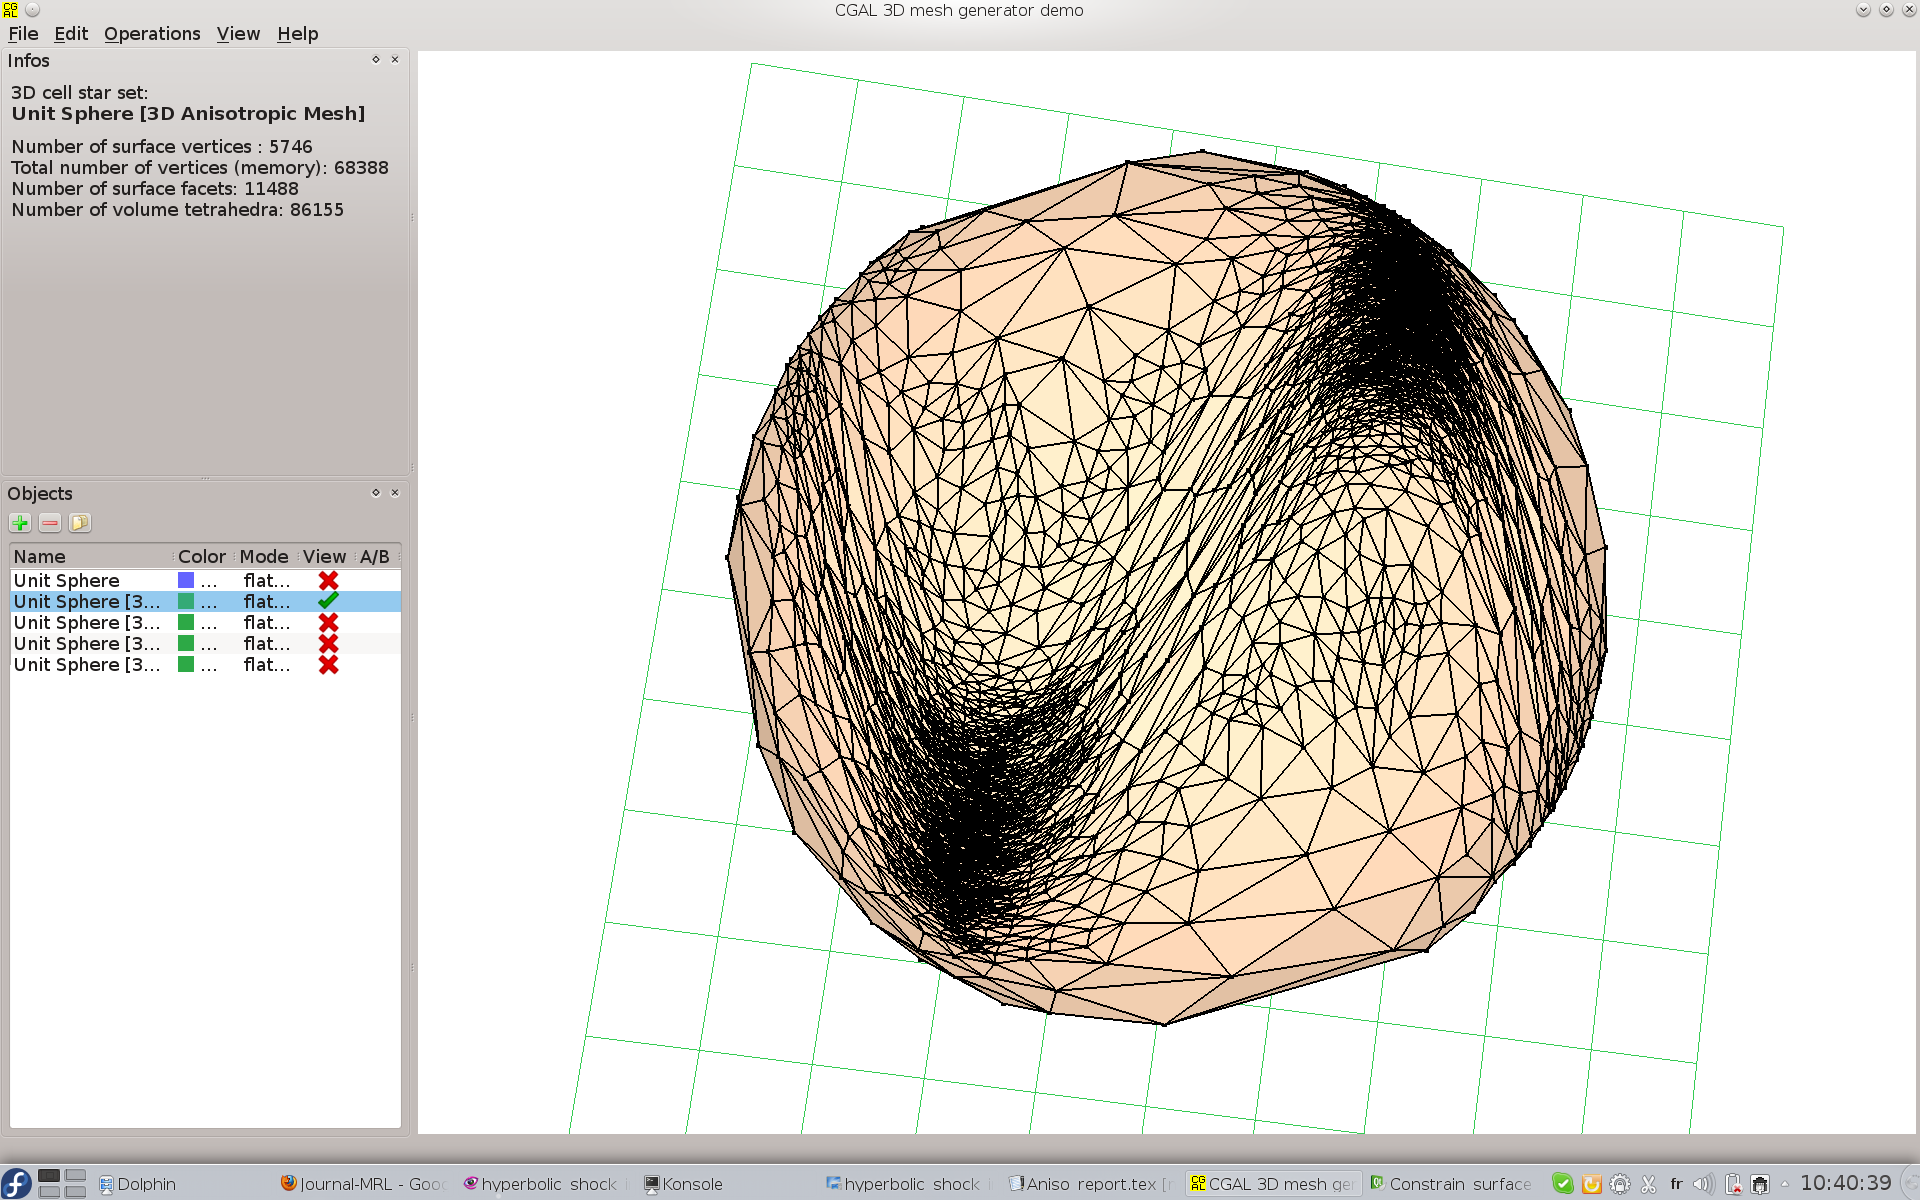 CGAL 3D mesh generator demo
File Edit Operations View Help
Infos
3D cell star set:
Unit Sphere [3D Anisotropic Mesh]
Number of surface vertices : 5746
Total number of vertices (memory): 68388
Number of surface facets: 11488
Number of volume tetrahedra: 86155
Objects
Name Color Mode View A/B
Unit Sphere ... flat...
Unit Sphere [3... ... flat...
Unit Sphere [3... ... flat...
Unit Sphere [3... ... flat...
Unit Sphere [3... ... flat...
Dolphin Journal-MRL - Goo hyperbolic shock Konsole hyperbolic shock Aniso report.tex [ CGAL 3D mesh ge Constrain surface fr 10:40:39